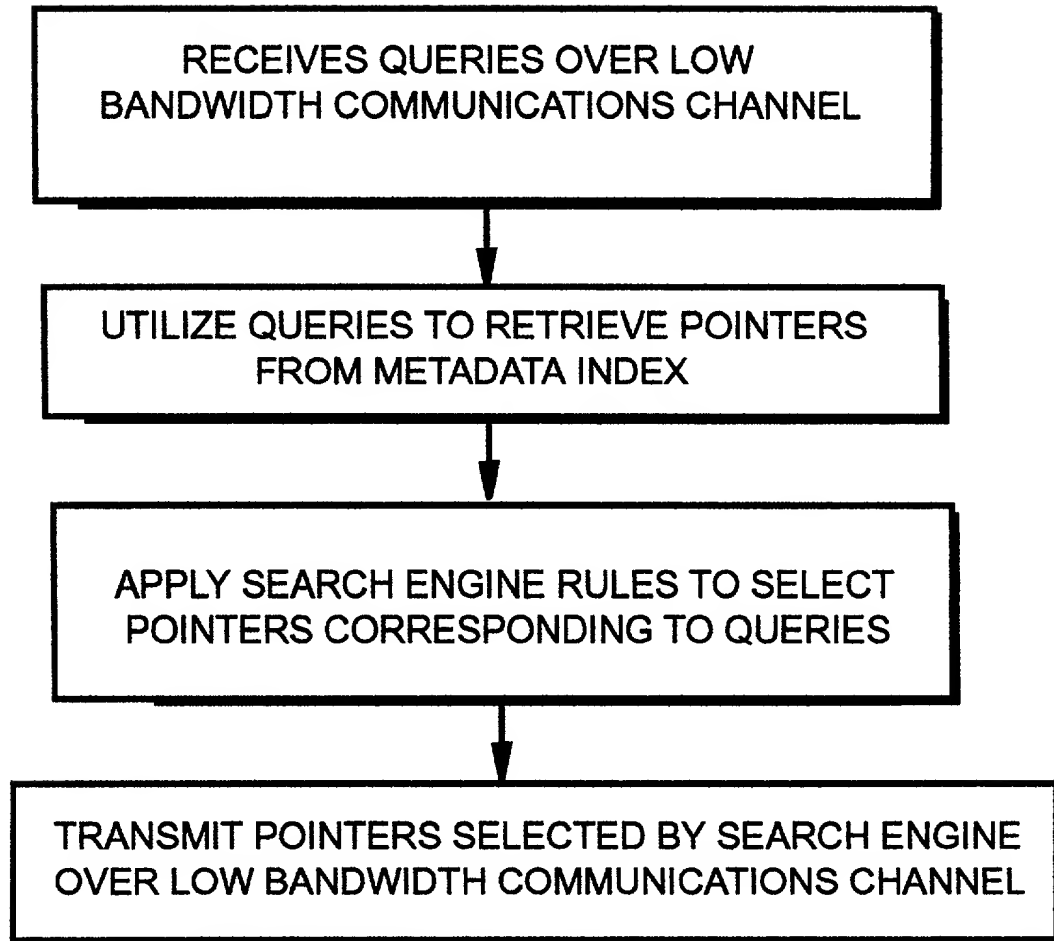 RECEIVES QUERIES OVER LOW
BANDWIDTH COMMUNICATIONS CHANNEL
UTILIZE QUERIES TO RETRIEVE POINTERS
FROM METADATA INDEX
APPLY SEARCH ENGINE RULES TO SELECT
POINTERS CORRESPONDING TO QUERIES
TRANSMIT POINTERS SELECTED BY SEARCH ENGINE
OVER LOW BANDWIDTH COMMUNICATIONS CHANNEL